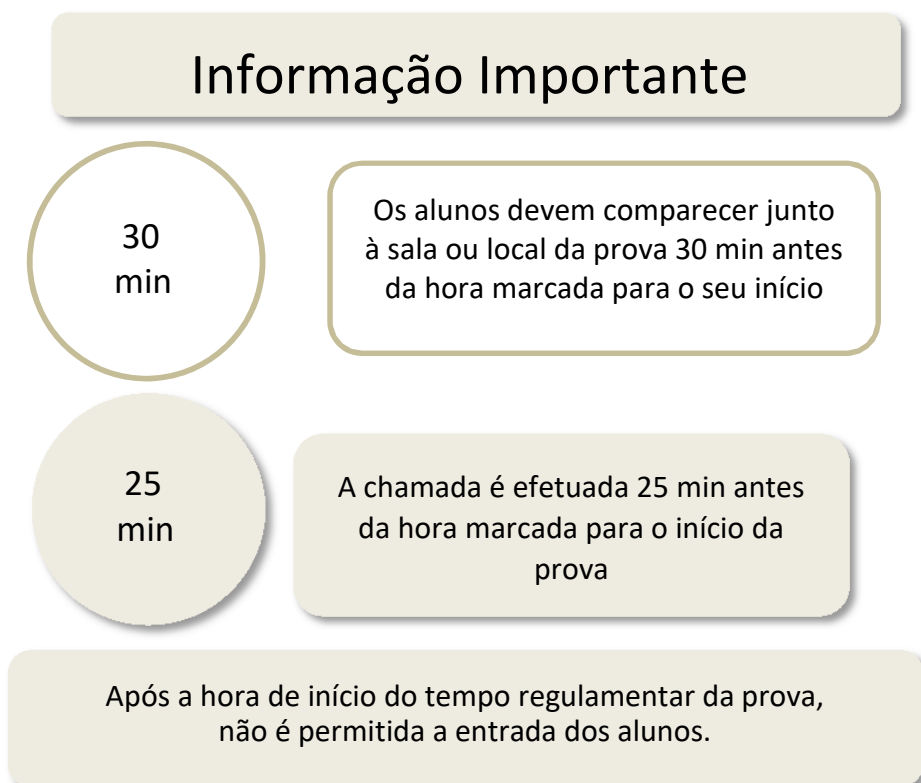 Informação Importante
30
min
Os alunos devem comparecer junto
à sala ou local da prova 30 min antes
da hora marcada para o seu início
25
min
A chamada é efetuada 25 min antes
da hora marcada para o início da
prova
Após a hora de início do tempo regulamentar da prova,
não é permitida a entrada dos alunos.